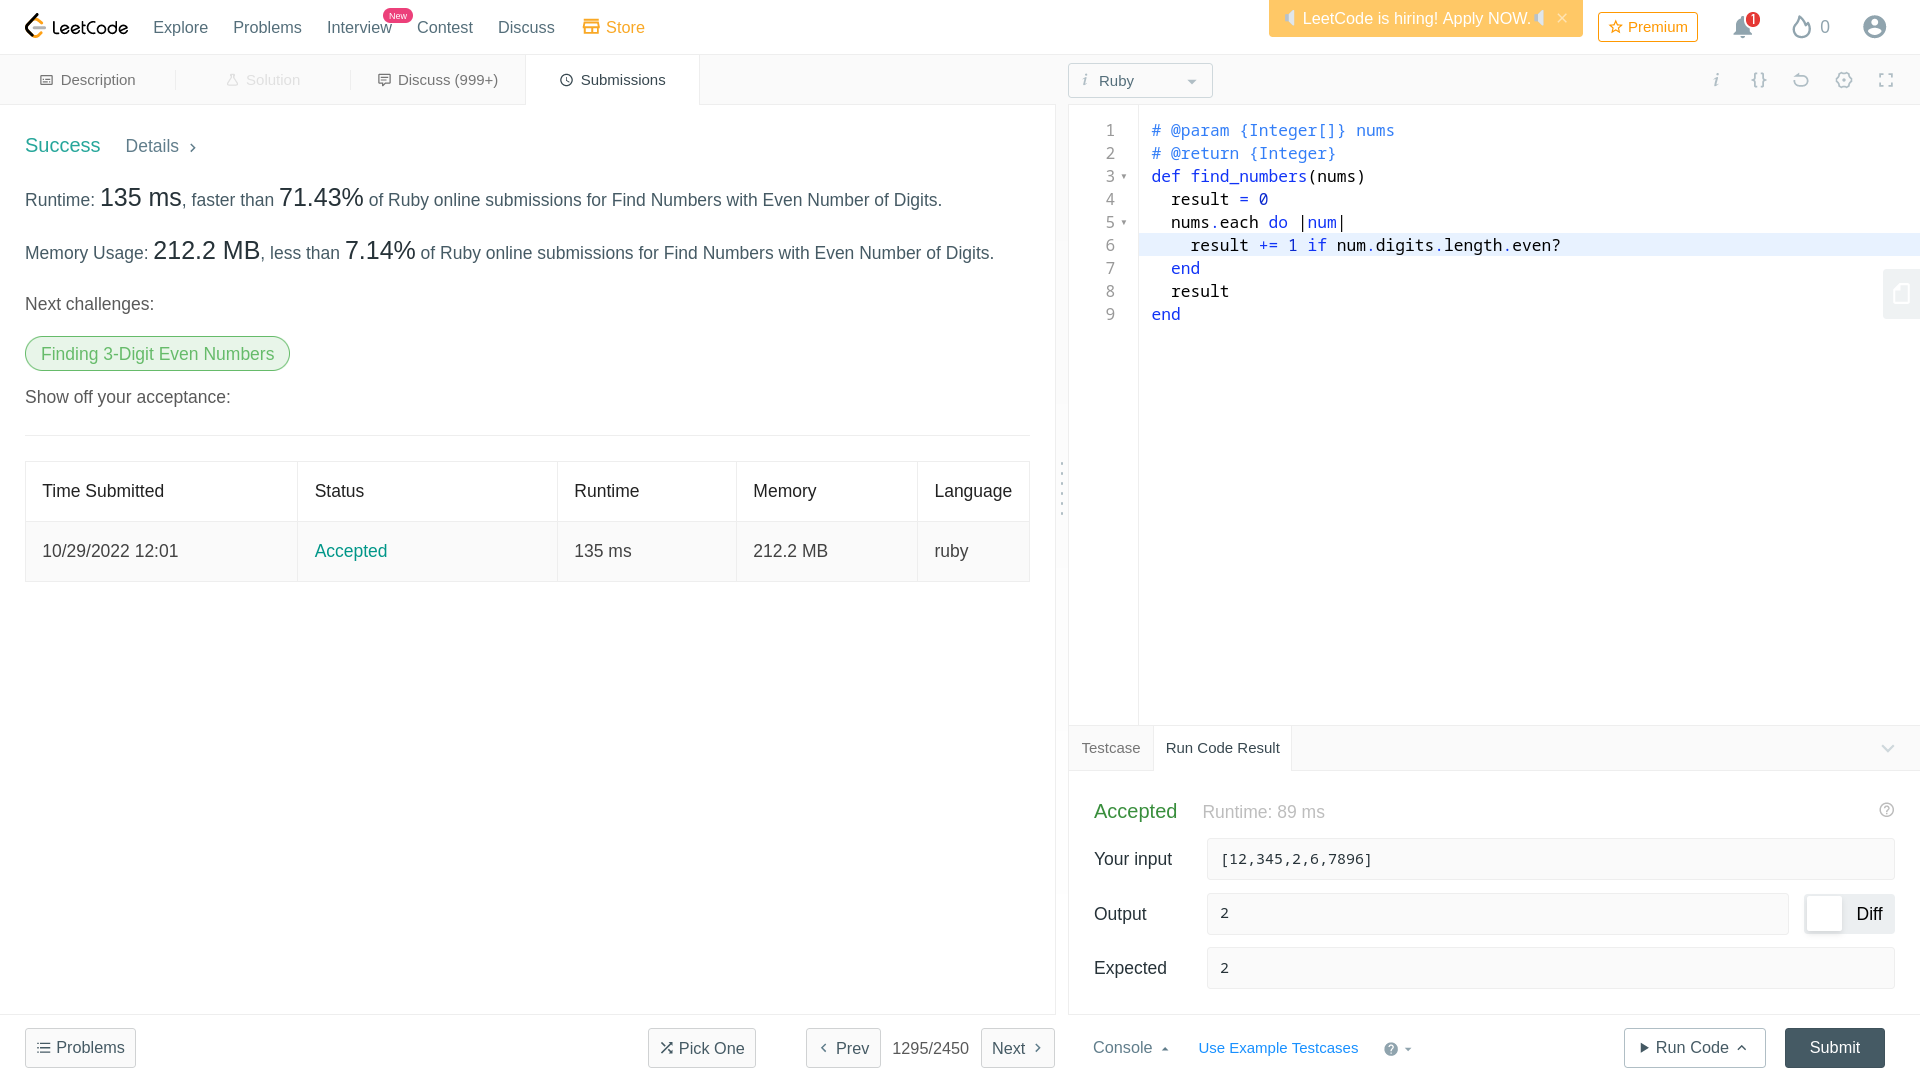 LeetCode
Explore
Problems
Interview
New
Contest
Discuss
Store
LeetCode is hiring! Apply NOW.
Premium
1
0
Description
Solution
Discuss (999+)
Submissions
Success
Details
Runtime: 135 ms, faster than 71.43% of Ruby online submissions for Find Numbers with Even Number of Digits.
Memory Usage: 212.2 MB, less than 7.14% of Ruby online submissions for Find Numbers with Even Number of Digits.
Next challenges:
Finding 3-Digit Even Numbers
Show off your acceptance:
Time Submitted Status Runtime Memory Language
10/29/2022 12:01 Accepted 135 ms 212.2 MB ruby
Problems
Pick One
Prev
1295/2450
Next
i Ruby
i
{}
1 # @param {Integer[]} nums
2 # @return {Integer}
3 def find_numbers(nums)
4 result = 0
5 nums.each do |num|
6 result += 1 if num.digits.length.even?
7 end
8 result
9 end
Testcase
Run Code Result
Accepted
Runtime: 89 ms
?
Your input
[12,345,2,6,7896]
Output
2
Diff
Expected
2
Console
Use Example Testcases
?
Run Code
Submit